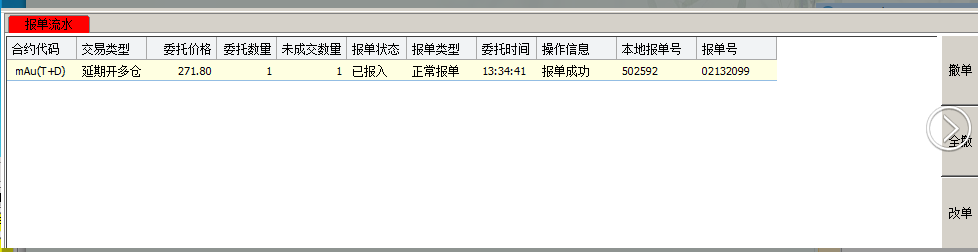 报单流水
合约代码 交易类型 委托价格 委托数量 未成交数量 报单状态 报单类型 委托时间 操作信息 本地报单号 报单号
mAu(T+D) 延期开多仓 271.80 1 1 已报入 正常报单 13:34:41 报单成功 502592 02132099
撤单
全撤
改单